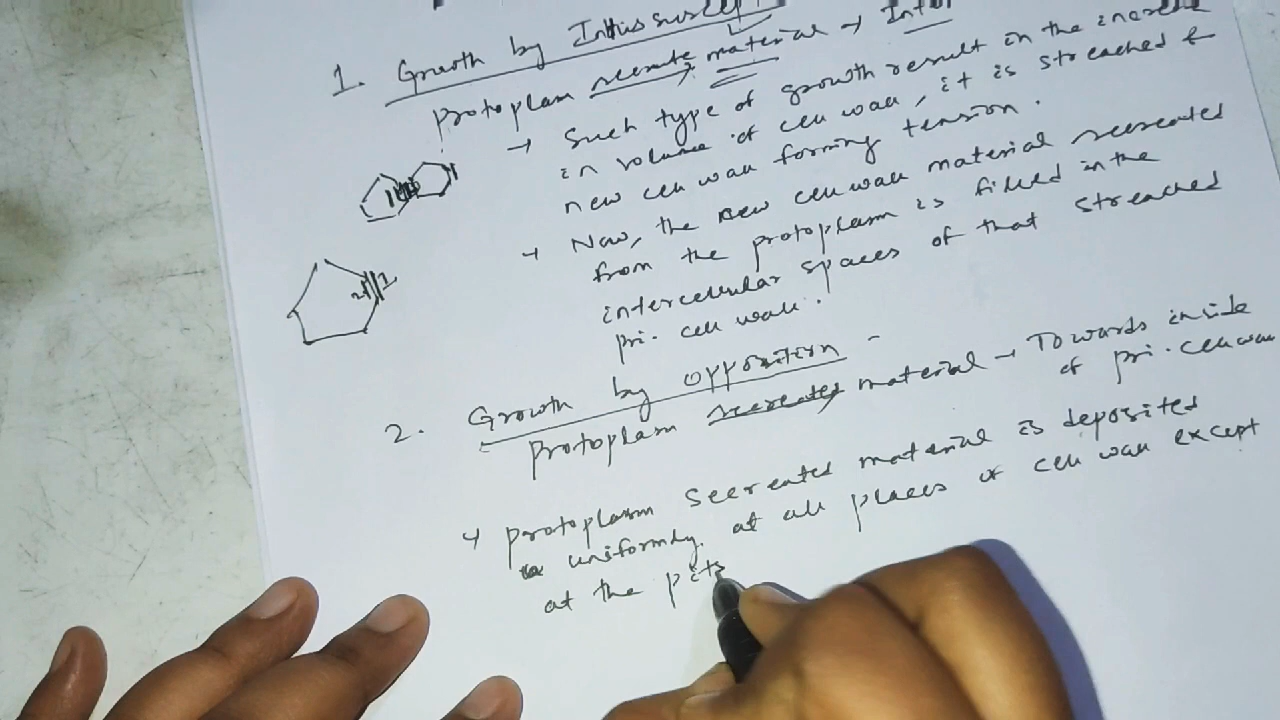 1. Growth by Intussuscept
Protoplasm secrete material → Inter
→ Such type of growth result in the increase
in volume of cell wall, it is streached &
new cell wall forming tension.
→ Now, the new cell wall material secreated
from the protoplasm is filled in the
intercellular spaces of that streached
pri. cell wall.
2. Growth by opposition -
Protoplasm secreates material → Towards inside
of pri. cell wall
→ Protoplasm secreated material is deposited
uniformly. at all places of cell wall except
at the pits